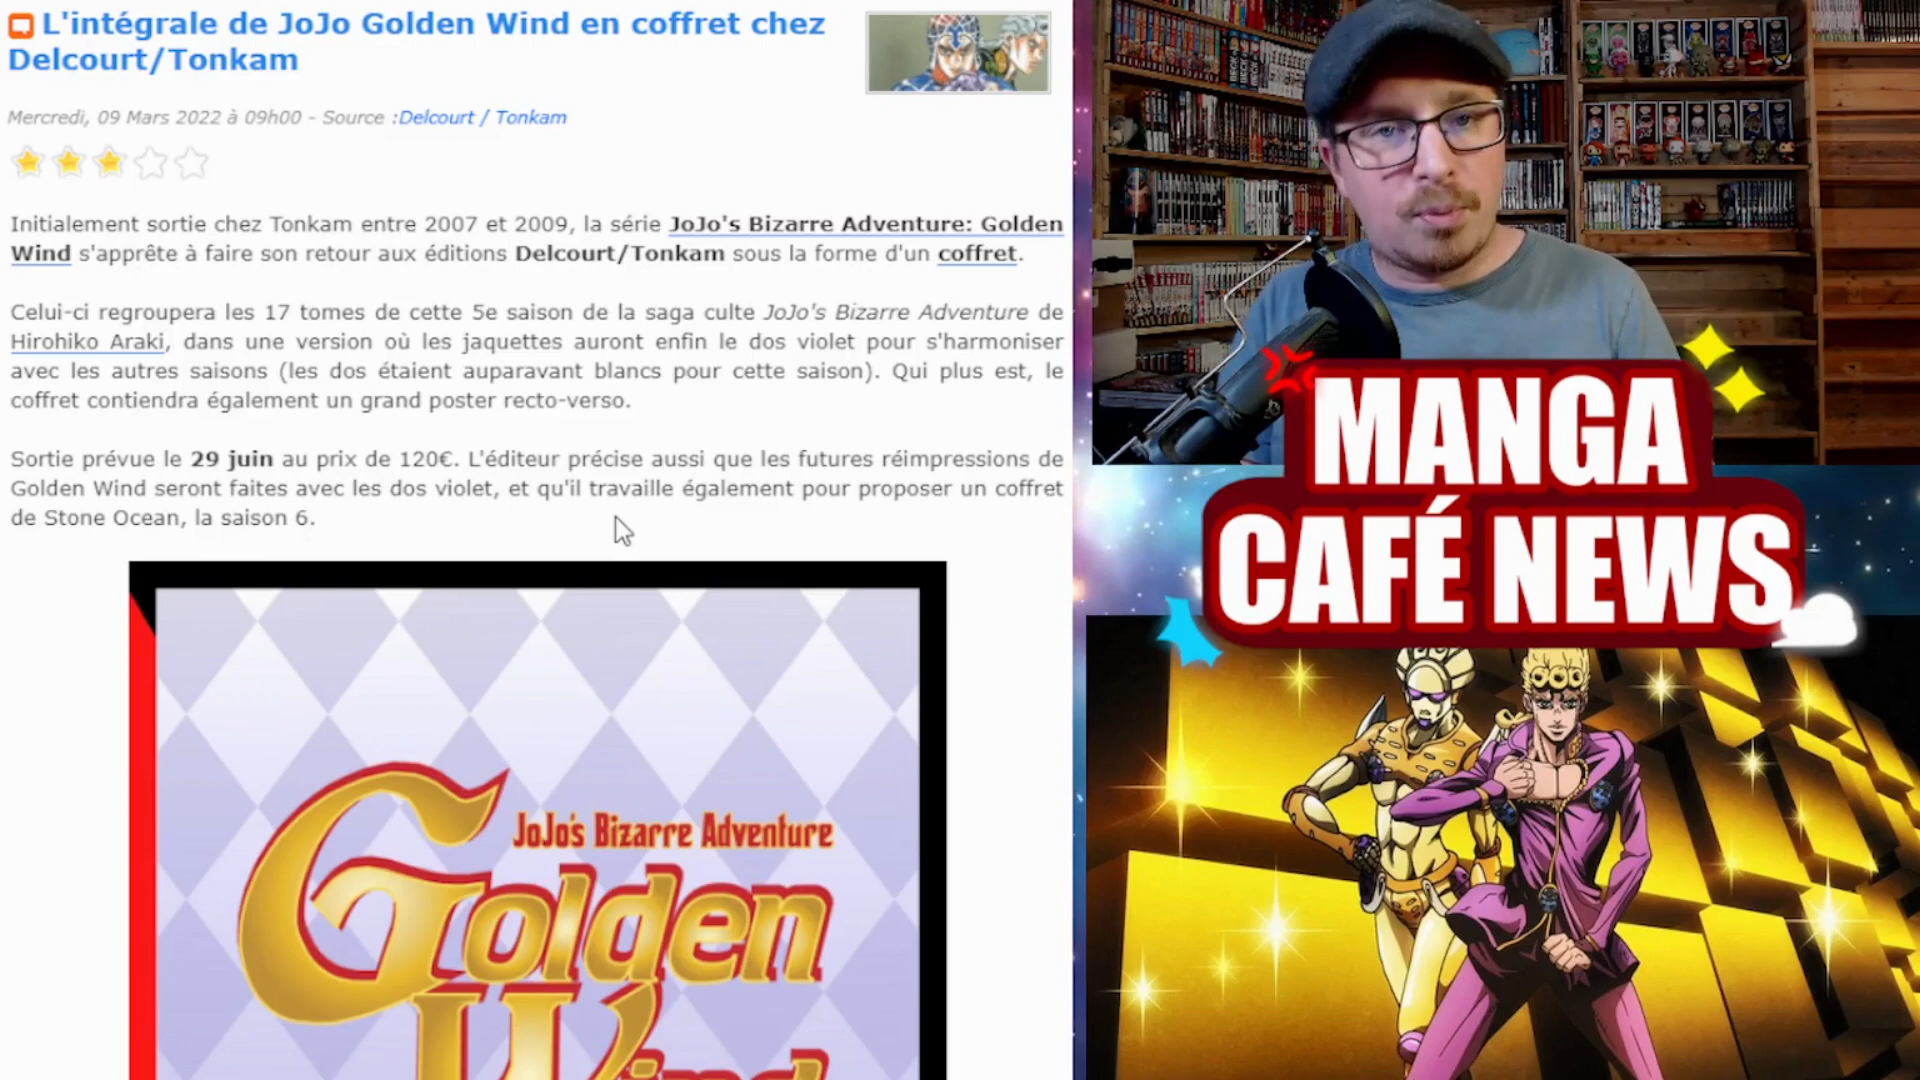 L'intégrale de JoJo Golden Wind en coffret chez
Delcourt/Tonkam
Mercredi, 09 Mars 2022 à 09h00 - Source :Delcourt / Tonkam
Initialement sortie chez Tonkam entre 2007 et 2009, la série JoJo's Bizarre Adventure: Golden
Wind s'apprête à faire son retour aux éditions Delcourt/Tonkam sous la forme d'un coffret.
Celui-ci regroupera les 17 tomes de cette 5e saison de la saga culte JoJo's Bizarre Adventure de
Hirohiko Araki, dans une version où les jaquettes auront enfin le dos violet pour s'harmoniser
avec les autres saisons (les dos étaient auparavant blancs pour cette saison). Qui plus est, le
coffret contiendra également un grand poster recto-verso.
Sortie prévue le 29 juin au prix de 120€. L'éditeur précise aussi que les futures réimpressions de
Golden Wind seront faites avec les dos violet, et qu'il travaille également pour proposer un coffret
de Stone Ocean, la saison 6.
JoJo's Bizarre Adventure
Golden
Wind
MANGA
CAFÉ NEWS